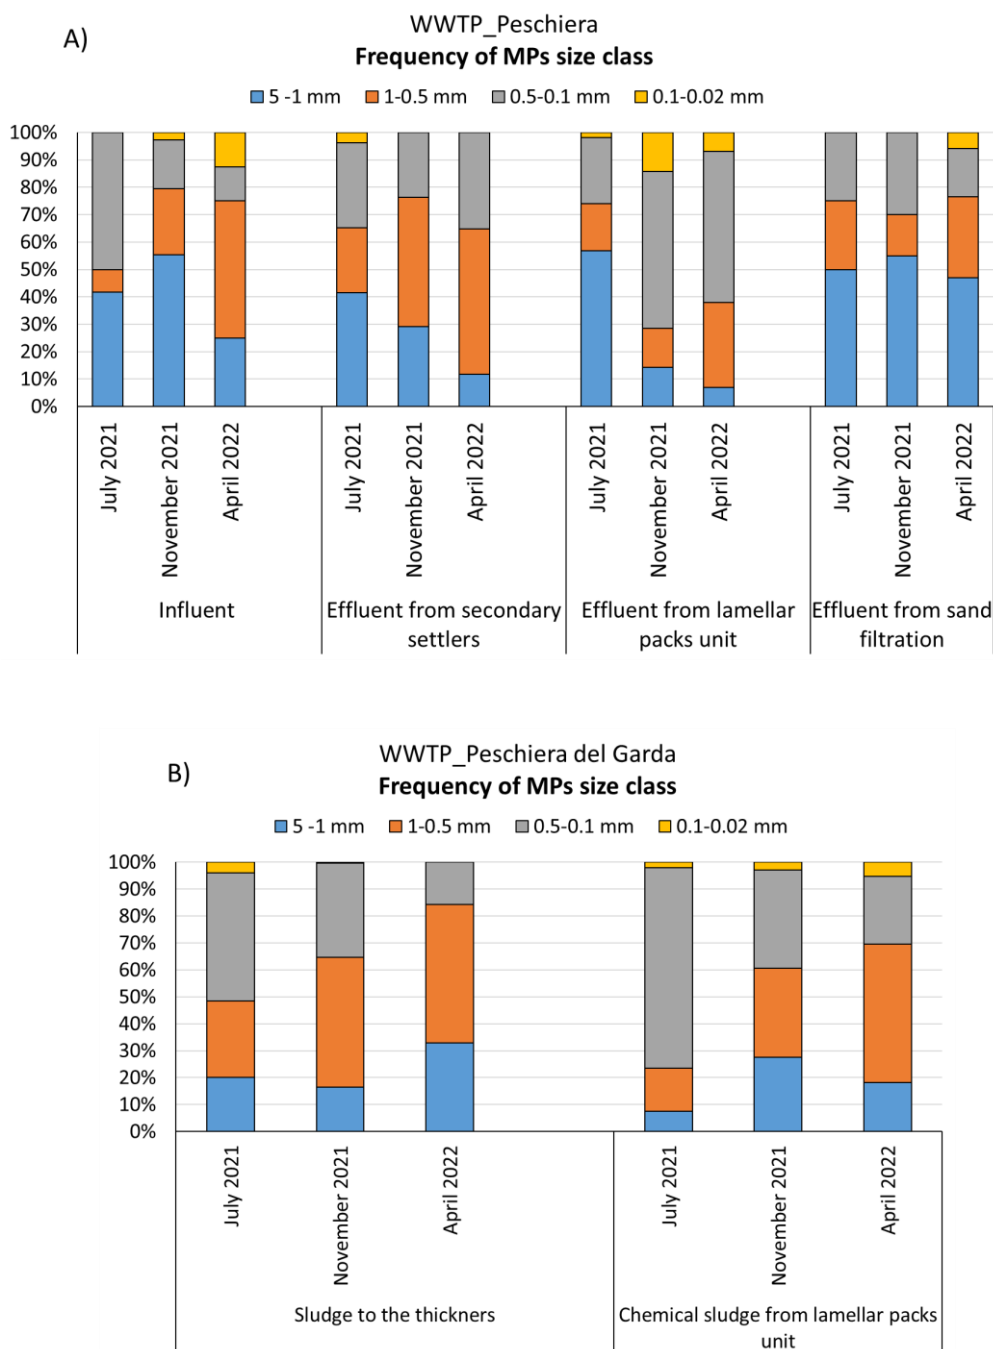 A)
WWTP_Peschiera
Frequency of MPs size class
5 -1 mm 1-0.5 mm 0.5-0.1 mm 0.1-0.02 mm
100%
90%
80%
70%
60%
50%
40%
30%
20%
10%
0%
July 2021
November 2021
April 2022
July 2021
November 2021
April 2022
July 2021
November 2021
April 2022
July 2021
November 2021
April 2022
Influent
Effluent from secondary
settlers
Effluent from lamellar
packs unit
Effluent from sand
filtration
B)
WWTP_Peschiera del Garda
Frequency of MPs size class
5 -1 mm 1-0.5 mm 0.5-0.1 mm 0.1-0.02 mm
100%
90%
80%
70%
60%
50%
40%
30%
20%
10%
0%
July 2021
November 2021
April 2022
July 2021
November 2021
April 2022
Sludge to the thickners
Chemical sludge from lamellar packs
unit